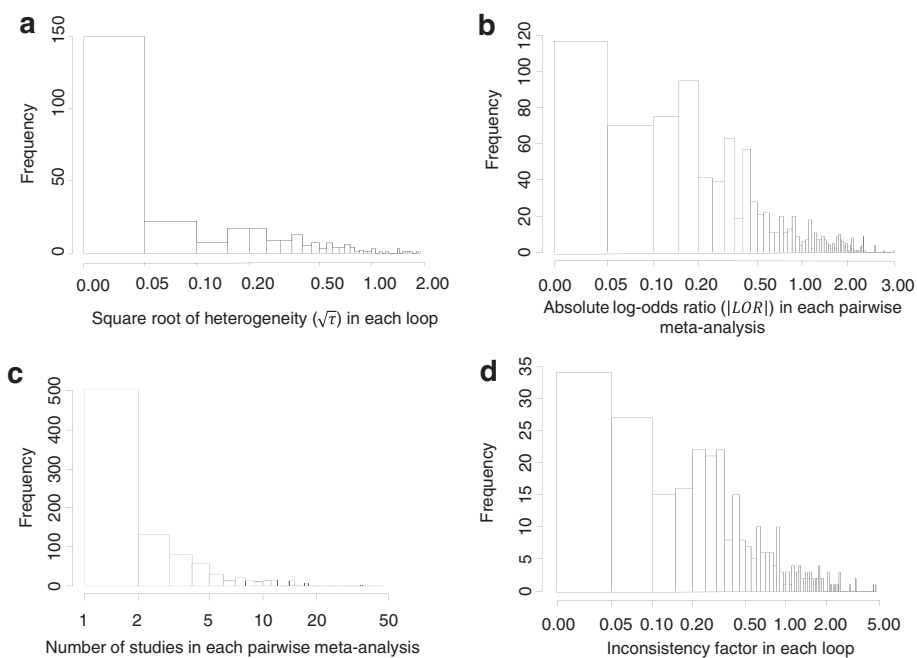 a
150
100
50
0
Frequency
0.00 0.05 0.10 0.20 0.50 1.00 2.00
Square root of heterogeneity (√τ) in each loop
b
120
100
80
60
40
20
0
Frequency
0.00 0.05 0.10 0.20 0.50 1.00 2.00 3.00
Absolute log-odds ratio (|LOR|) in each pairwise
meta-analysis
c
500
400
300
200
100
0
Frequency
1 2 5 10 20 50
Number of studies in each pairwise meta-analysis
d
35
30
25
20
15
10
5
0
Frequency
0.00 0.05 0.10 0.20 0.50 1.00 2.00 5.00
Inconsistency factor in each loop